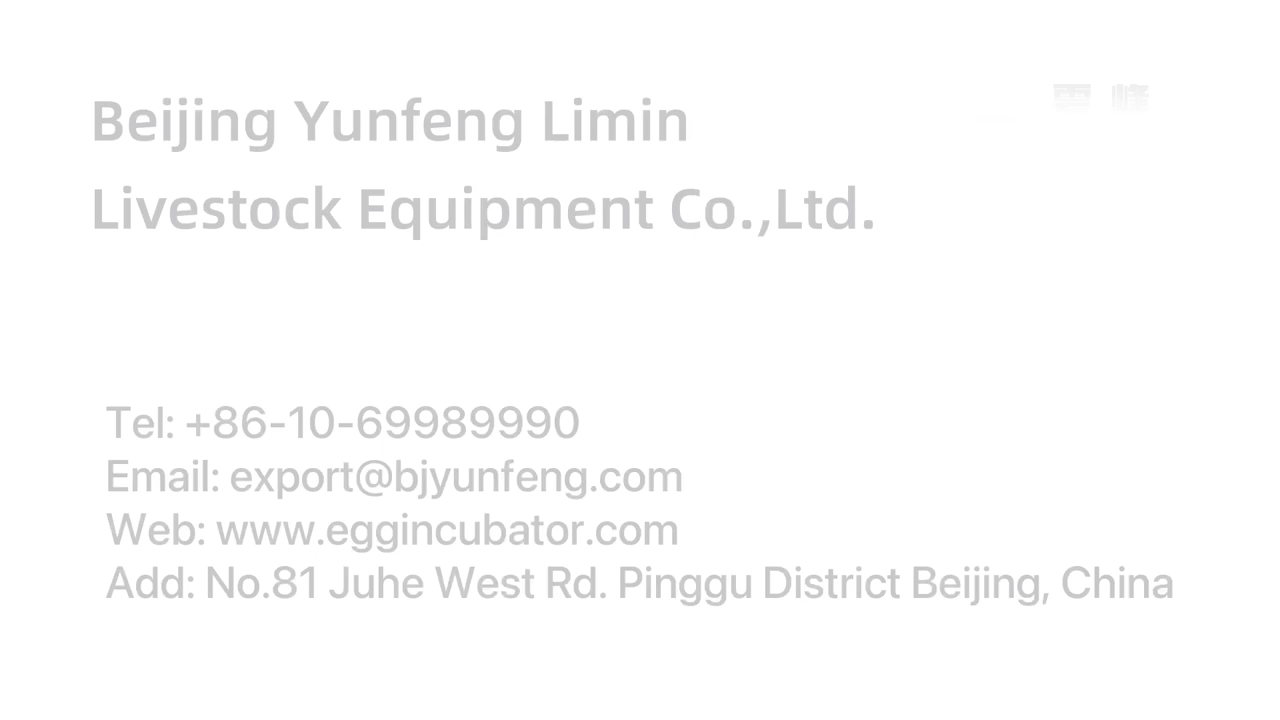 Beijing Yunfeng Limin
Livestock Equipment Co.,Ltd.
Tel: +86-10-69989990
Email: export@bjyunfeng.com
Web: www.eggincubator.com
Add: No.81 Juhe West Rd. Pinggu District Beijing, China